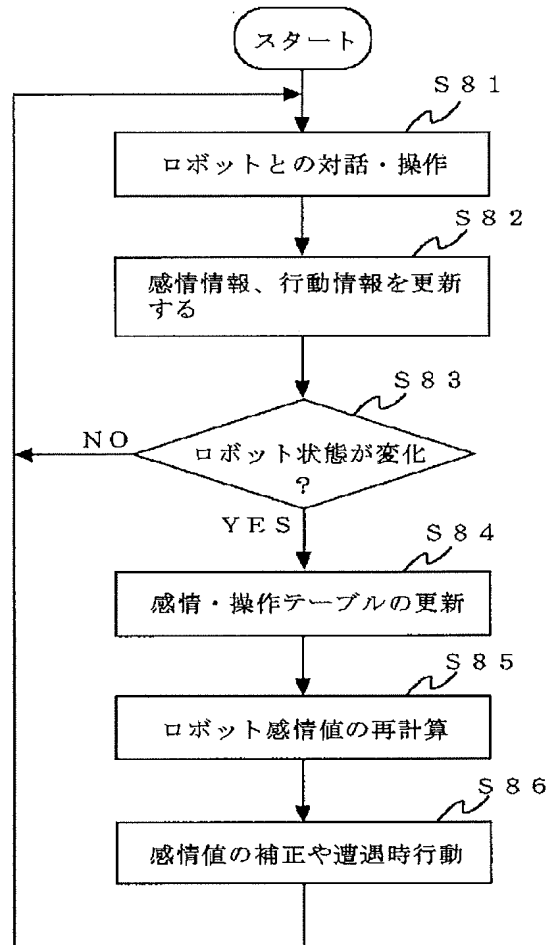 スタート
S81
ロボットとの対話・操作
S82
感情情報、行動情報を更新
する
S83
NO
ロボット状態が変化
?
YES
S84
感情・操作テーブルの更新
S85
ロボット感情値の再計算
S86
感情値の補正や遭遇時行動